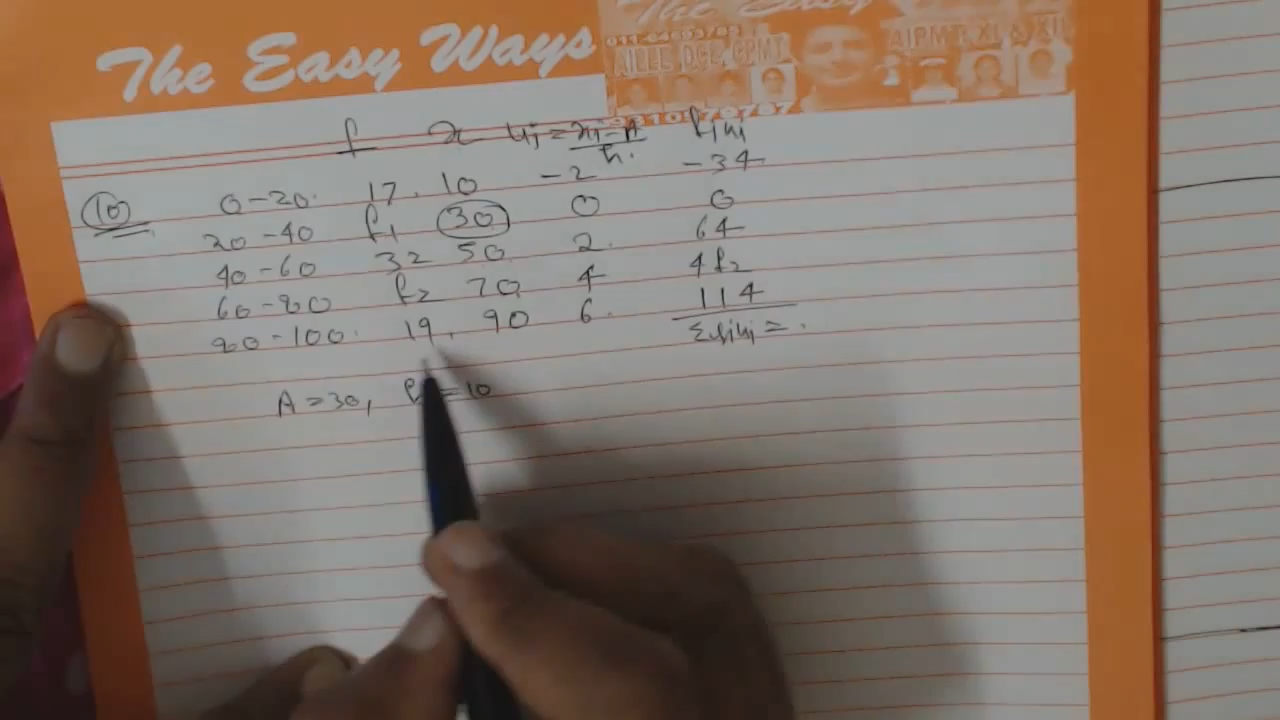 The Easy Ways
The Easy
AIEEE DCE CPMT
AIPMT XI & XII
f x uᵢ = xᵢ - A / h. fᵢuᵢ
10 0-20. 17. 10 -2 -34
20-40 f₁ 30 0 0
40-60 32 50 2. 64
60-80 f₂ 70 4 4f₂
80-100. 19. 90 6. 114
Σfᵢuᵢ = .
A = 30, = 10